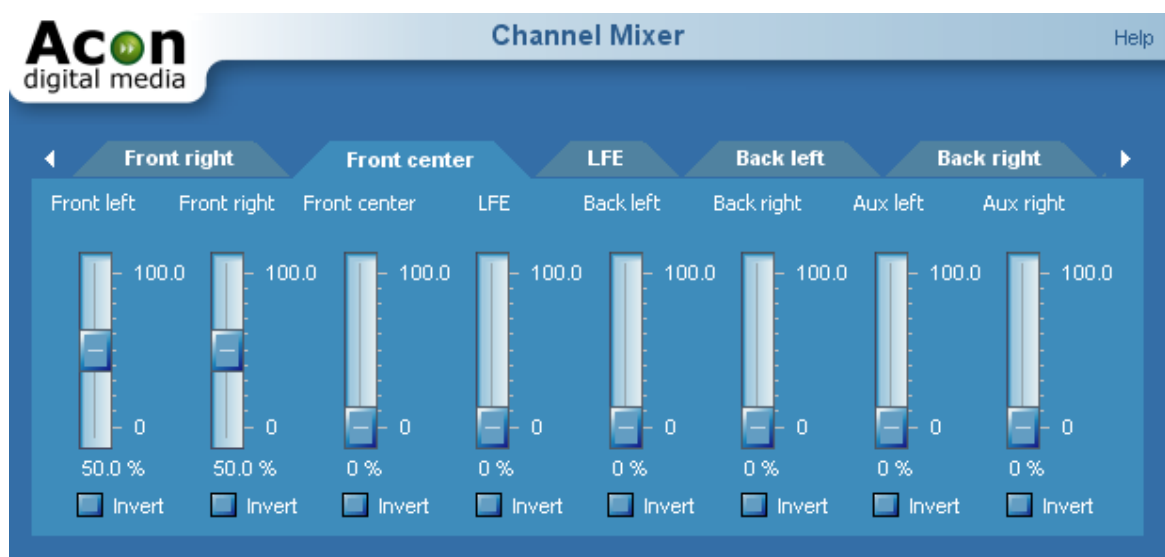 Acon
digital media
Channel Mixer
Help
Front right
Front center
LFE
Back left
Back right
Front left
Front right
Front center
LFE
Back left
Back right
Aux left
Aux right
100.0
100.0
100.0
100.0
100.0
100.0
100.0
100.0
0
0
0
0
0
0
0
0
50.0 %
50.0 %
0 %
0 %
0 %
0 %
0 %
0 %
Invert
Invert
Invert
Invert
Invert
Invert
Invert
Invert